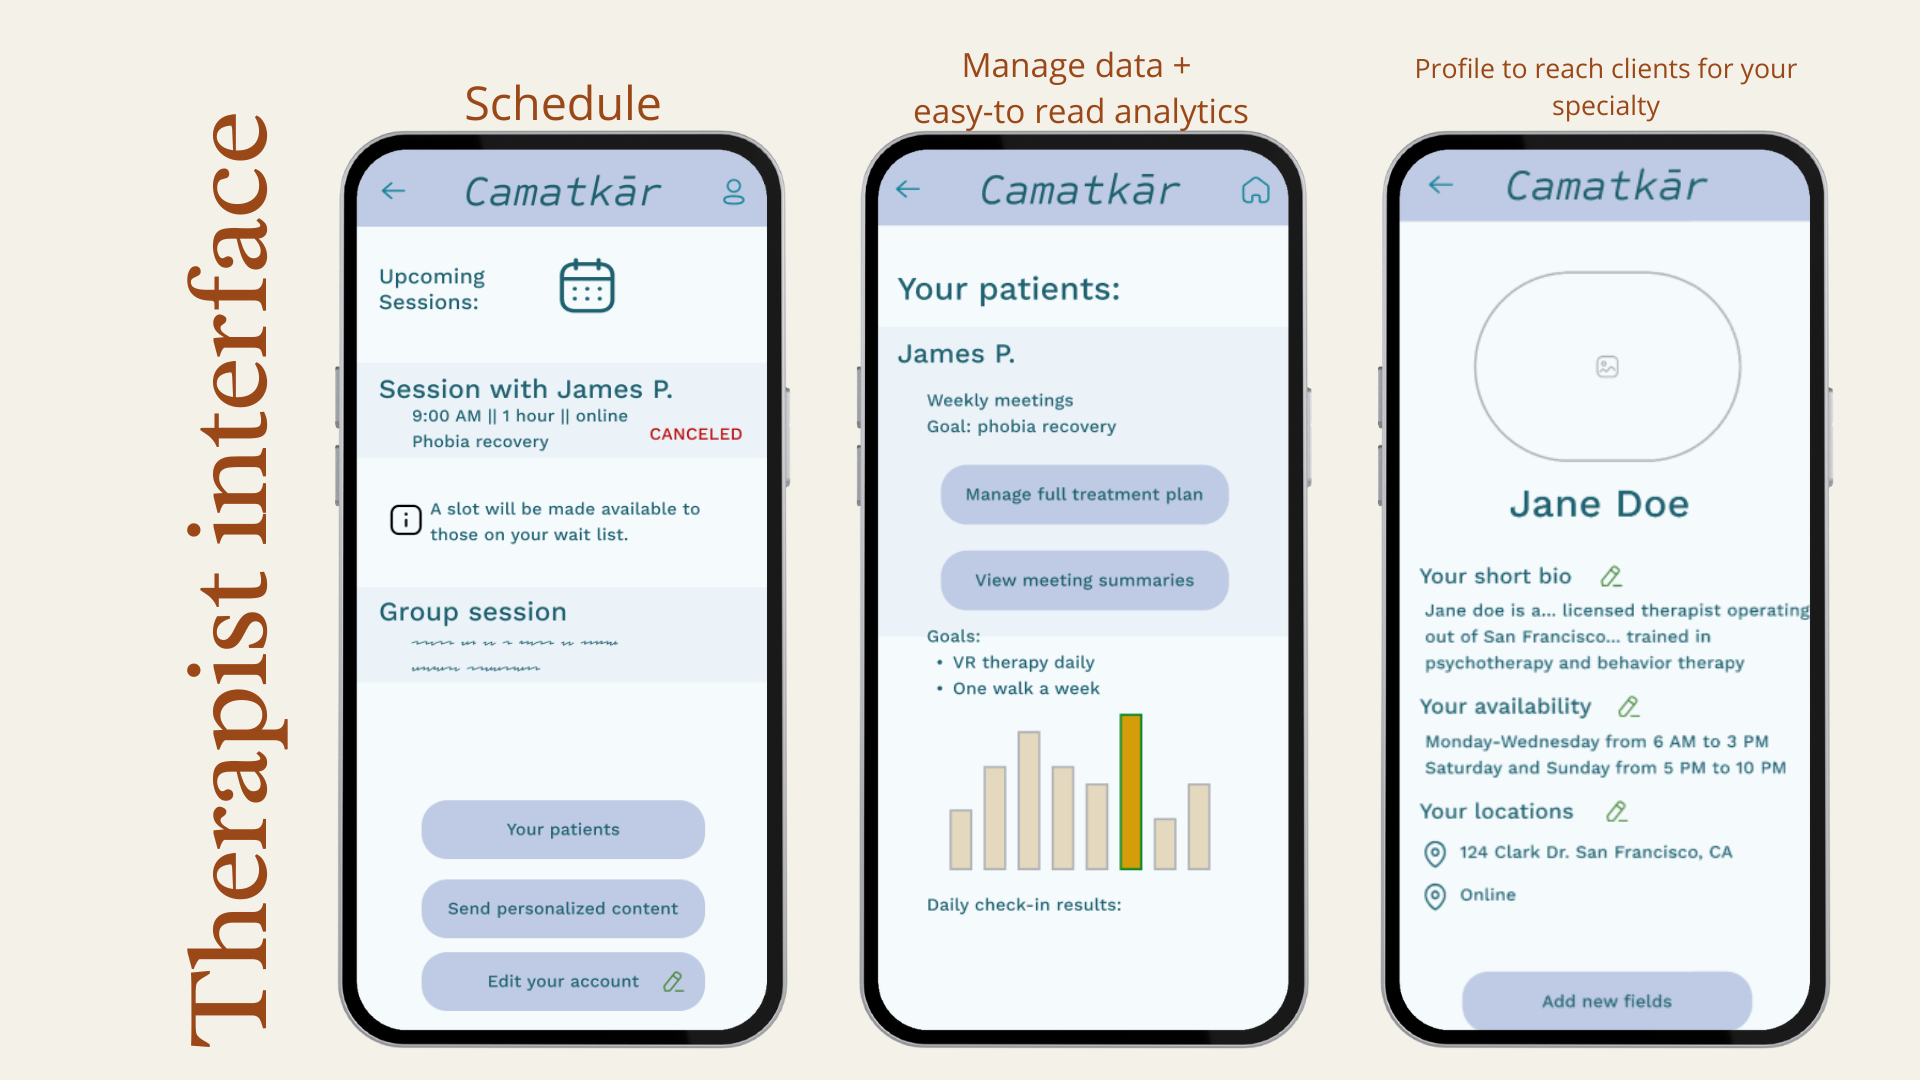 Therapist interface
Schedule
Camatkār
Upcoming
Sessions:
Session with James P.
9:00 AM || 1 hour || online
Phobia recovery
CANCELED
A slot will be made available to
those on your wait list.
Group session
Your patients
Send personalized content
Edit your account
Manage data +
easy-to read analytics
Camatkār
Your patients:
James P.
Weekly meetings
Goal: phobia recovery
Manage full treatment plan
View meeting summaries
Goals:
• VR therapy daily
• One walk a week
Daily check-in results:
Profile to reach clients for your
specialty
Camatkār
Jane Doe
Your short bio
Jane doe is a... licensed therapist operating
out of San Francisco... trained in
psychotherapy and behavior therapy
Your availability
Monday-Wednesday from 6 AM to 3 PM
Saturday and Sunday from 5 PM to 10 PM
Your locations
124 Clark Dr. San Francisco, CA
Online
Add new fields